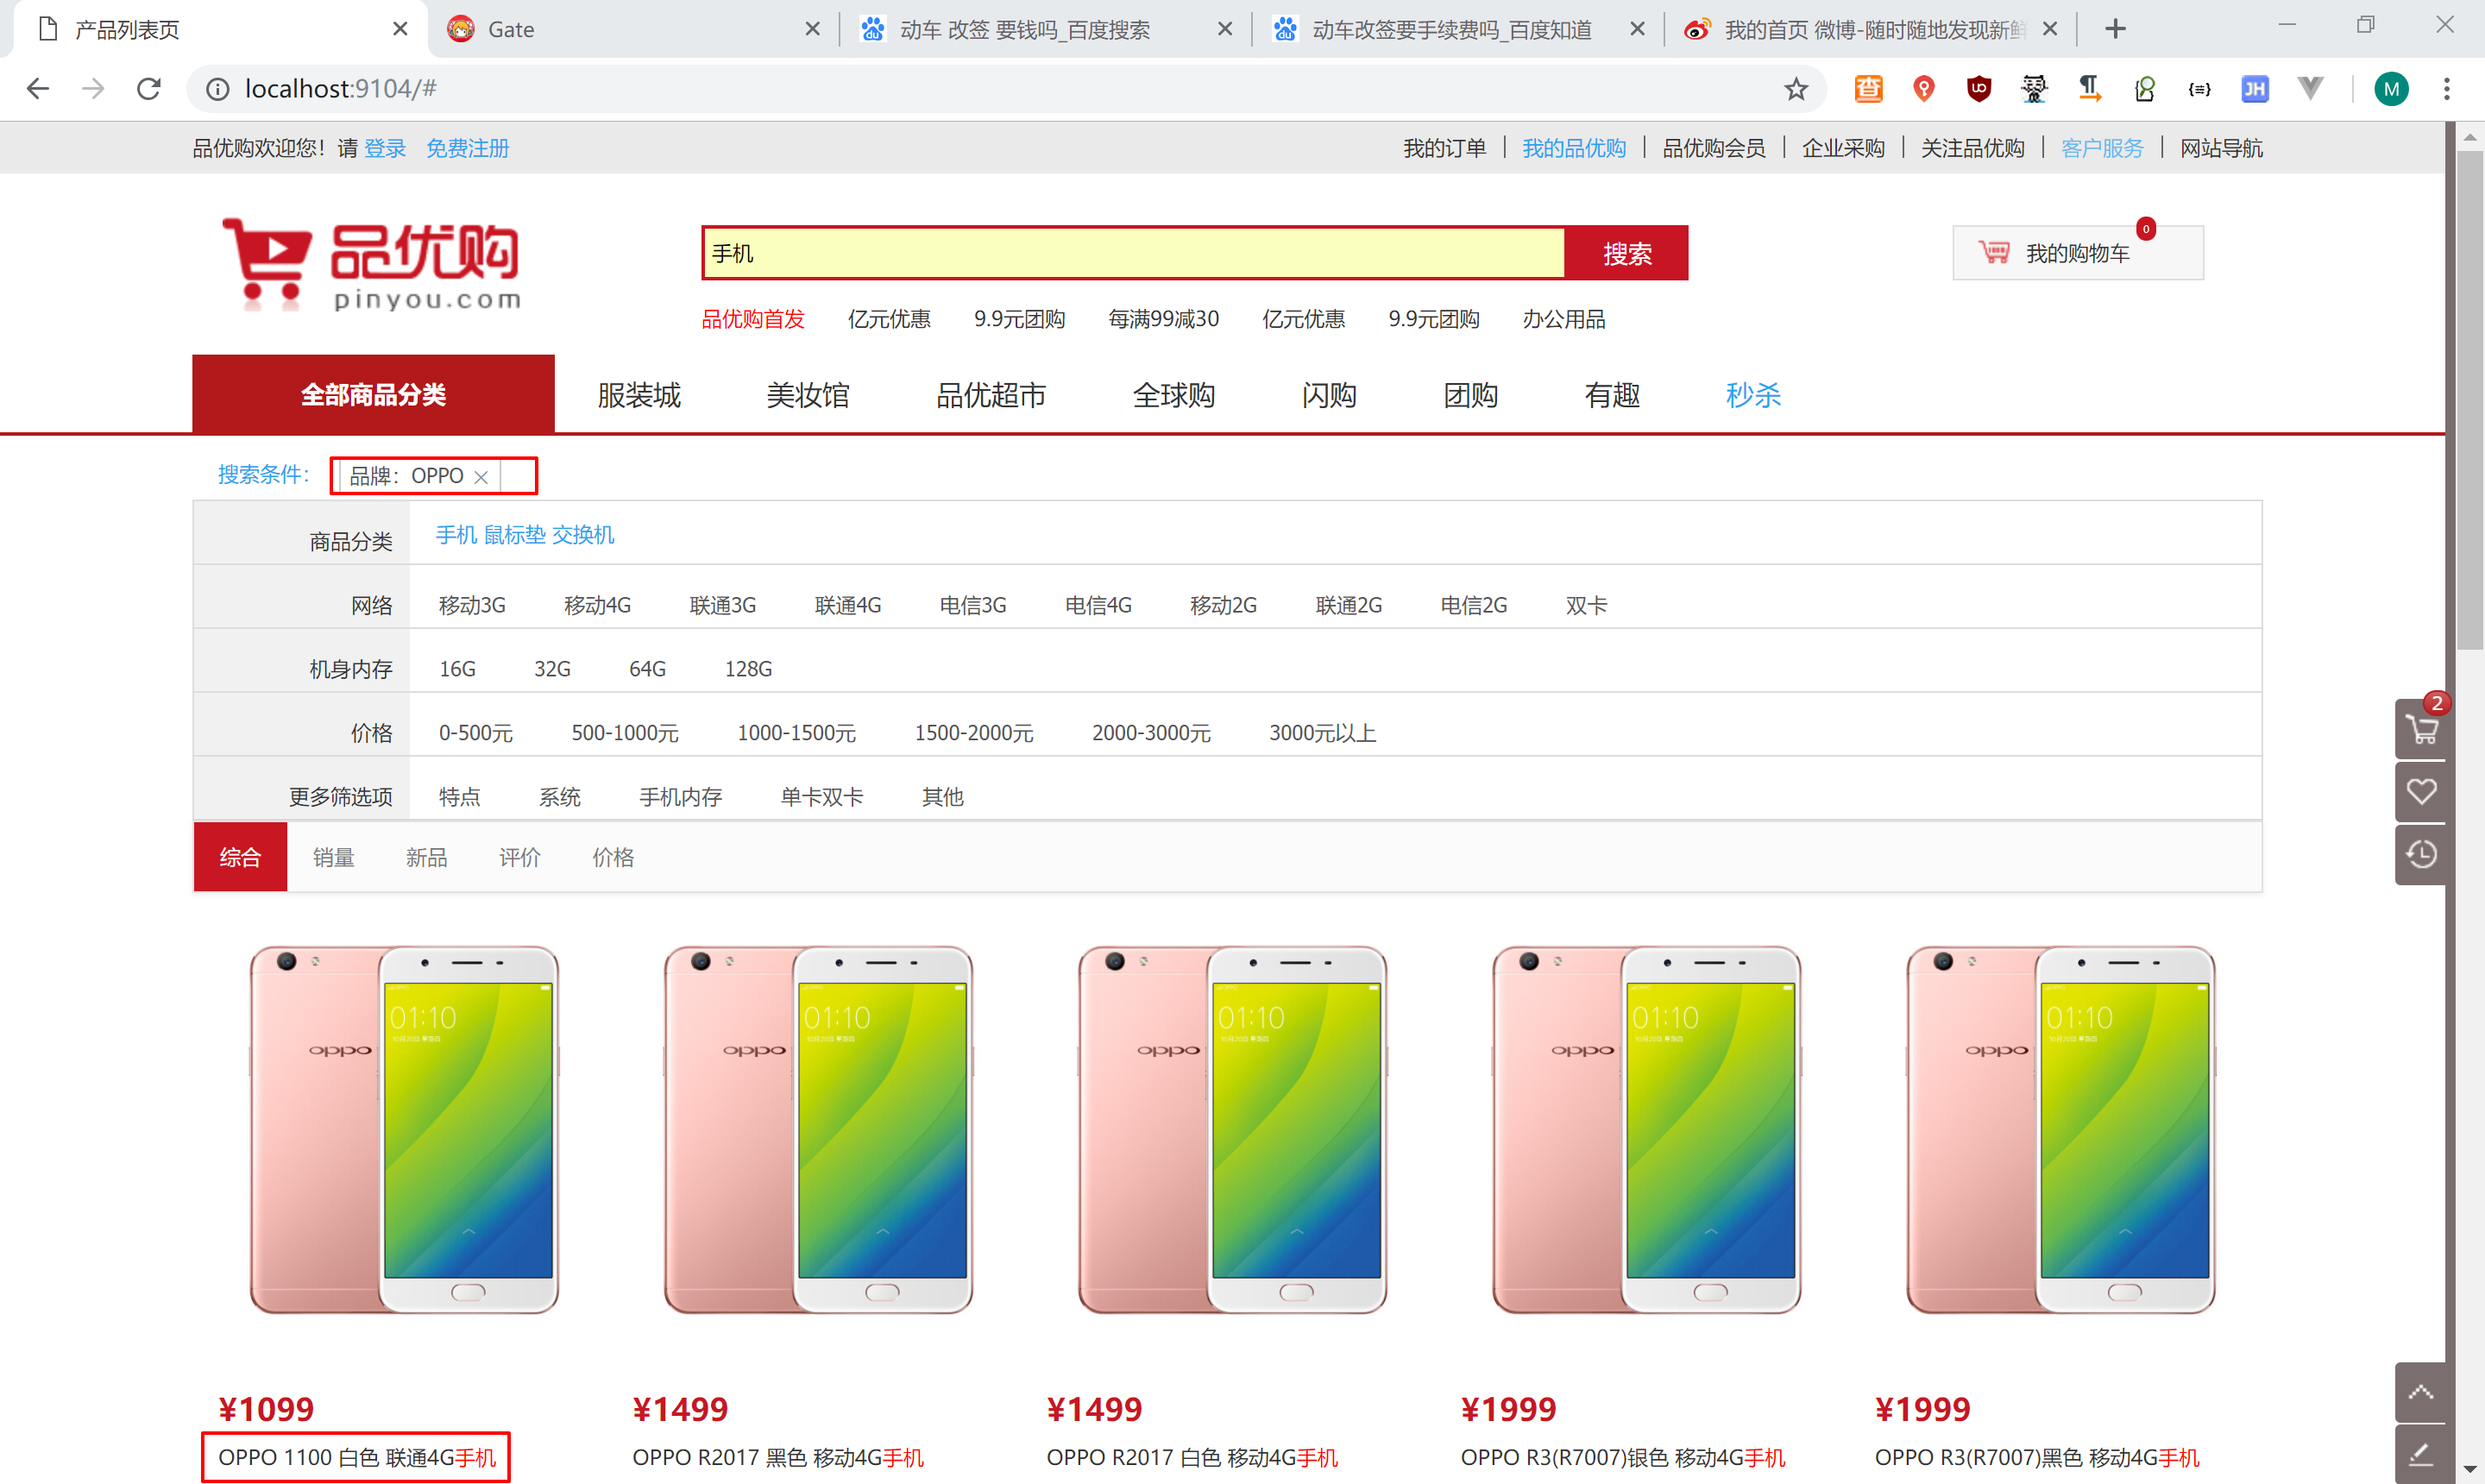 产品列表页 Gate 动车 改签 要钱吗_百度搜索 动车改签要手续费吗_百度知道 我的首页 微博-随时随地发现新鲜
localhost:9104/# M
品优购欢迎您！请 登录 免费注册 我的订单 我的品优购 品优购会员 企业采购 关注品优购 客户服务 网站导航
品优购 手机 搜索 我的购物车 0
pinyou.com
品优购首发 亿元优惠 9.9元团购 每满99减30 亿元优惠 9.9元团购 办公用品
全部商品分类 服装城 美妆馆 品优超市 全球购 闪购 团购 有趣 秒杀
搜索条件： 品牌：OPPO
商品分类 手机 鼠标垫 交换机
网络 移动3G 移动4G 联通3G 联通4G 电信3G 电信4G 移动2G 联通2G 电信2G 双卡
机身内存 16G 32G 64G 128G
价格 0-500元 500-1000元 1000-1500元 1500-2000元 2000-3000元 3000元以上
2
更多筛选项 特点 系统 手机内存 单卡双卡 其他
综合 销量 新品 评价 价格
01:10 01:10 01:10 01:10 01:10
oppo oppo oppo oppo oppo
¥1099 ¥1499 ¥1499 ¥1999 ¥1999
OPPO 1100 白色 联通4G手机 OPPO R2017 黑色 移动4G手机 OPPO R2017 白色 移动4G手机 OPPO R3(R7007)银色 移动4G手机 OPPO R3(R7007)黑色 移动4G手机